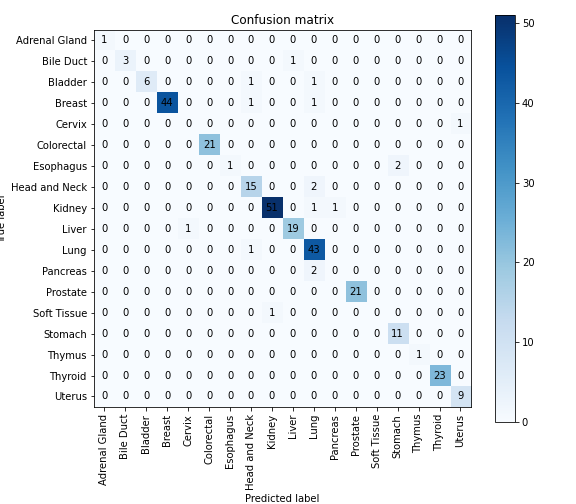 Confusion matrix
True label
Adrenal Gland 1 0 0 0 0 0 0 0 0 0 0 0 0 0 0 0 0 0
Bile Duct 0 3 0 0 0 0 0 0 0 1 0 0 0 0 0 0 0 0
Bladder 0 0 6 0 0 0 0 1 0 0 1 0 0 0 0 0 0 0
Breast 0 0 0 44 0 0 0 1 0 0 1 0 0 0 0 0 0 0
Cervix 0 0 0 0 0 0 0 0 0 0 0 0 0 0 0 0 0 1
Colorectal 0 0 0 0 0 21 0 0 0 0 0 0 0 0 0 0 0 0
Esophagus 0 0 0 0 0 0 1 0 0 0 0 0 0 0 2 0 0 0
Head and Neck 0 0 0 0 0 0 0 15 0 0 2 0 0 0 0 0 0 0
Kidney 0 0 0 0 0 0 0 0 51 0 1 1 0 0 0 0 0 0
Liver 0 0 0 0 1 0 0 0 0 19 0 0 0 0 0 0 0 0
Lung 0 0 0 0 0 0 0 1 0 0 43 0 0 0 0 0 0 0
Pancreas 0 0 0 0 0 0 0 0 0 0 2 0 0 0 0 0 0 0
Prostate 0 0 0 0 0 0 0 0 0 0 0 0 21 0 0 0 0 0
Soft Tissue 0 0 0 0 0 0 0 0 1 0 0 0 0 0 0 0 0 0
Stomach 0 0 0 0 0 0 0 0 0 0 0 0 0 0 11 0 0 0
Thymus 0 0 0 0 0 0 0 0 0 0 0 0 0 0 0 1 0 0
Thyroid 0 0 0 0 0 0 0 0 0 0 0 0 0 0 0 0 23 0
Uterus 0 0 0 0 0 0 0 0 0 0 0 0 0 0 0 0 0 9
Adrenal Gland
Bile Duct
Bladder
Breast
Cervix
Colorectal
Esophagus
Head and Neck
Kidney
Liver
Lung
Pancreas
Prostate
Soft Tissue
Stomach
Thymus
Thyroid
Uterus
Predicted label
50
40
30
20
10
0